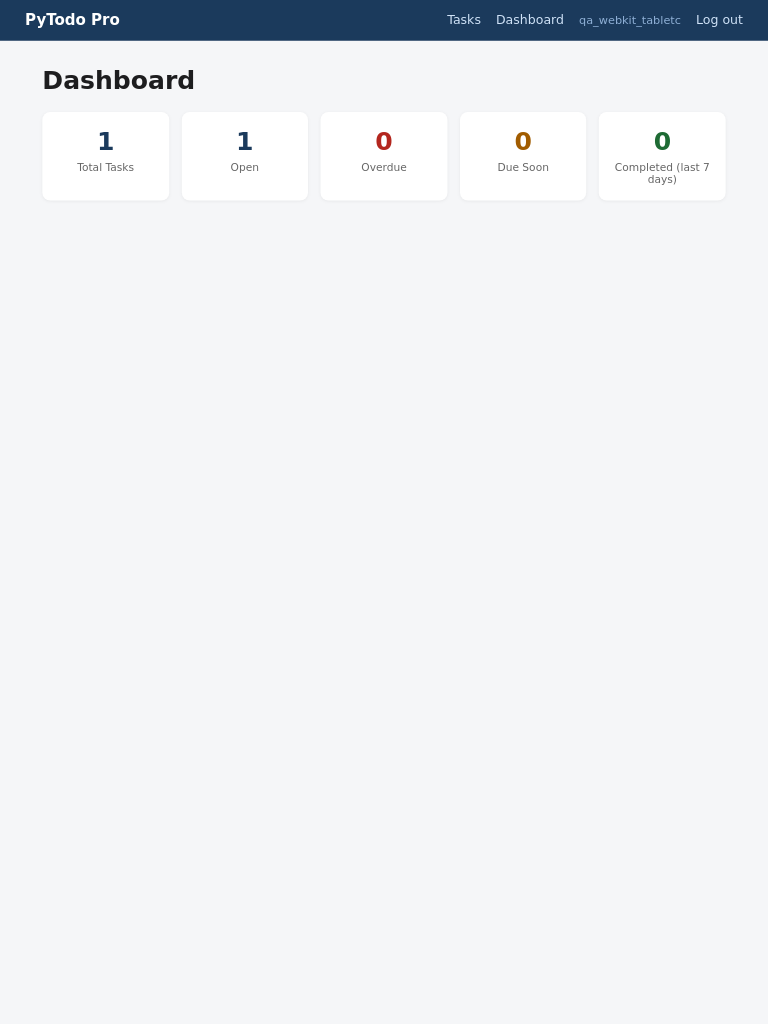 PyTodo Pro
Tasks Dashboard qa_webkit_tabletc Log out
Dashboard
1
Total Tasks
1
Open
0
Overdue
0
Due Soon
0
Completed (last 7
days)